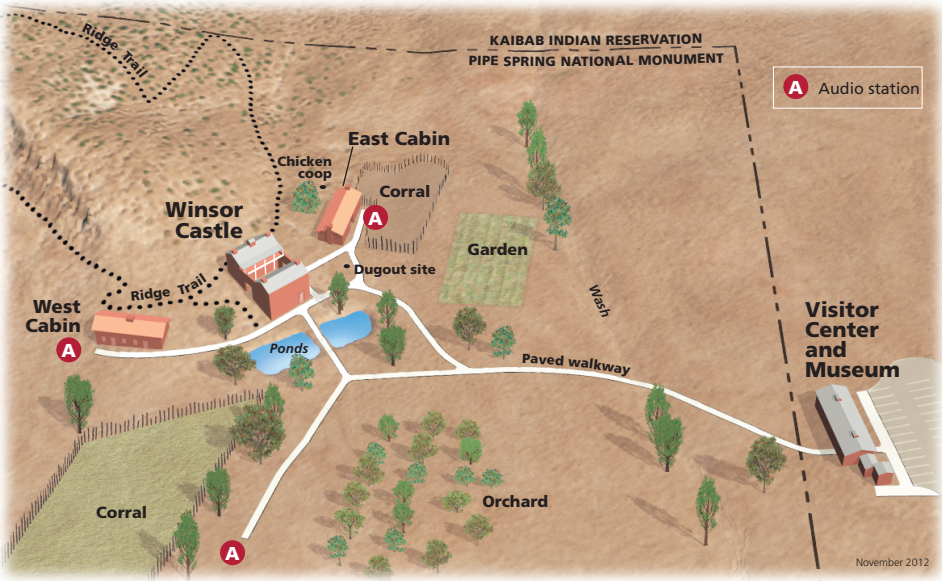 Ridge Trail
KAIBAB INDIAN RESERVATION
PIPE SPRING NATIONAL MONUMENT
A Audio station
East Cabin
Chicken
coop
Corral
A
Winsor
Castle
Garden
Dugout site
Ridge Trail
Wash
West
Cabin
A
Ponds
Paved walkway
Visitor
Center
and
Museum
Orchard
Corral
A
November 2012